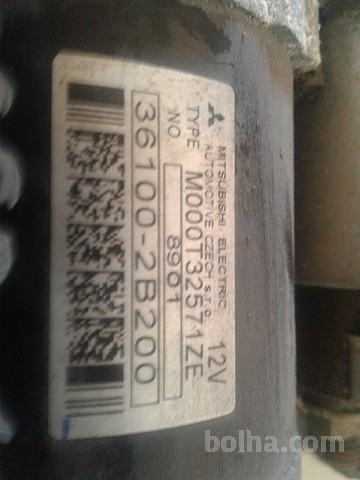 MITSUBISHI ELECTRIC
AUTOMOTIVE CZECH s.r.o. 12V
TYPE M000T32571ZE
NO. 8901
36100-2B200
bolha.com